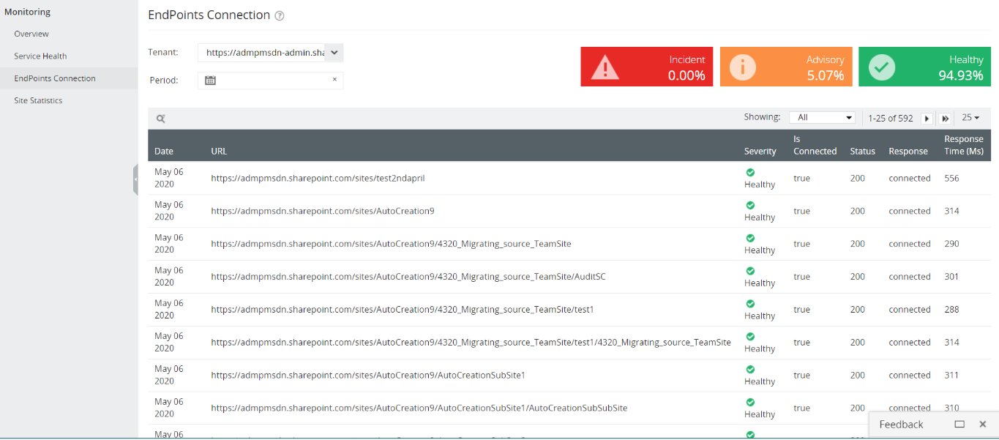 Monitoring
Overview
Service Health
EndPoints Connection
Site Statistics
EndPoints Connection ?
Tenant: https://admpmsdn-admin.sha
Period: ×
Incident
0.00%
Advisory
5.07%
Healthy
94.93%
Showing: All 1-25 of 592 25
Date URL Severity Is Connected Status Response Response Time (Ms)
May 06 2020 https://admpmsdn.sharepoint.com/sites/test2ndapril Healthy true 200 connected 556
May 06 2020 https://admpmsdn.sharepoint.com/sites/AutoCreation9 Healthy true 200 connected 314
May 06 2020 https://admpmsdn.sharepoint.com/sites/AutoCreation9/4320_Migrating_source_TeamSite Healthy true 200 connected 290
May 06 2020 https://admpmsdn.sharepoint.com/sites/AutoCreation9/4320_Migrating_source_TeamSite/AuditSC Healthy true 200 connected 301
May 06 2020 https://admpmsdn.sharepoint.com/sites/AutoCreation9/4320_Migrating_source_TeamSite/test1 Healthy true 200 connected 288
May 06 2020 https://admpmsdn.sharepoint.com/sites/AutoCreation9/4320_Migrating_source_TeamSite/test1/4320_Migrating_source_TeamSite Healthy true 200 connected 314
May 06 2020 https://admpmsdn.sharepoint.com/sites/AutoCreation9/AutoCreationSubSite1 Healthy true 200 connected 311
May 06 2020 https://admpmsdn.sharepoint.com/sites/AutoCreation9/AutoCreationSubSite1/AutoCreationSubSubSite Healthy true 200 connected 310
May 06
Feedback